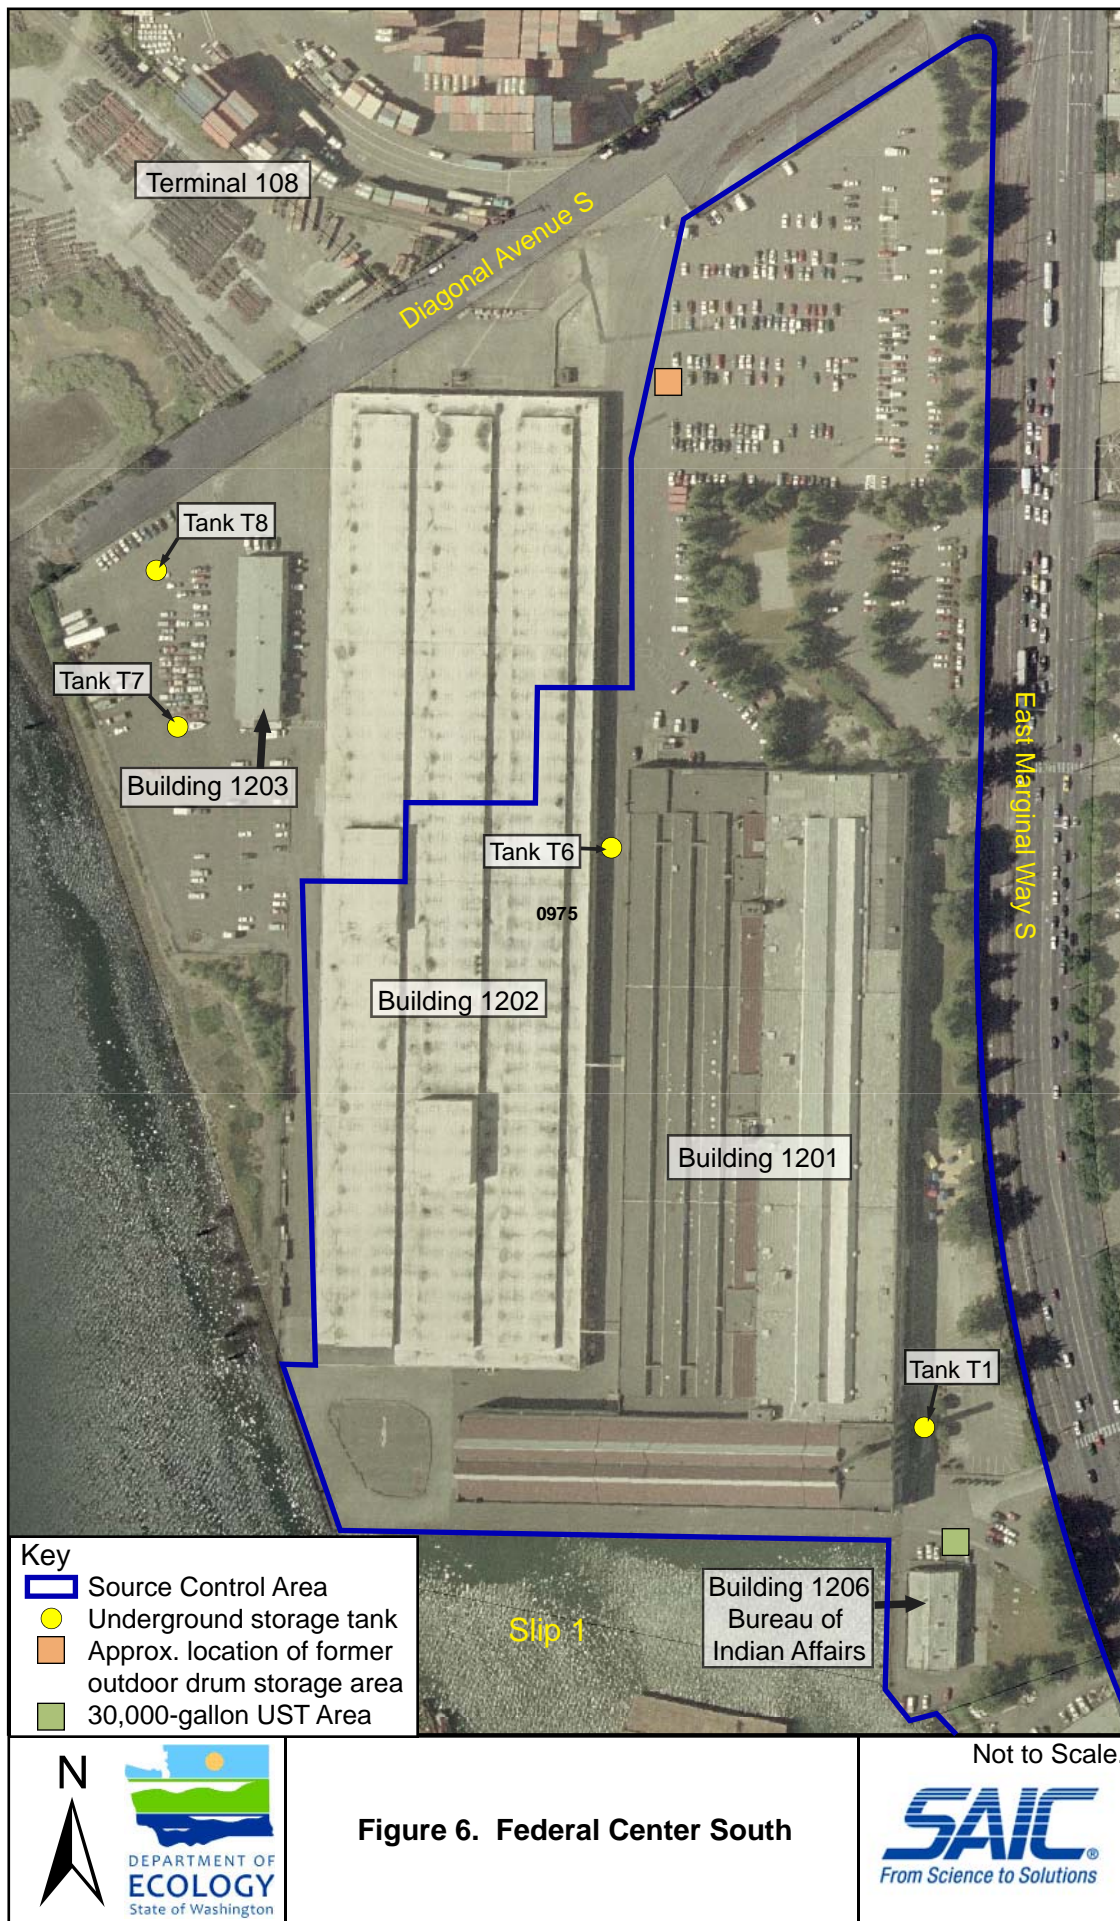 Terminal 108
Diagonal Avenue S
Tank T8
Tank T7
Building 1203
East Marginal Way S
Tank T6
0975
Building 1202
Building 1201
Tank T1
Building 1206
Bureau of
Indian Affairs
Slip 1
Key
Source Control Area
Underground storage tank
Approx. location of former
outdoor drum storage area
30,000-gallon UST Area
N
DEPARTMENT OF
ECOLOGY
State of Washington
Figure 6. Federal Center South
Not to Scale.
SAIC®
From Science to Solutions